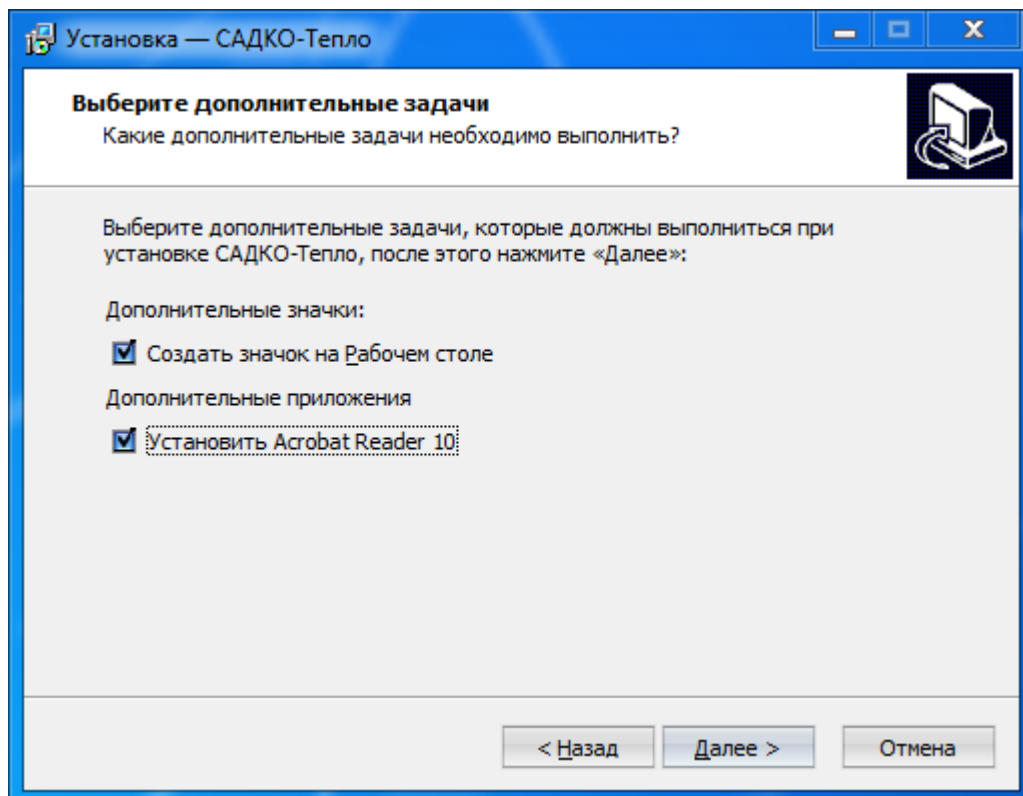 Установка — САДКО-Тепло
Выберите дополнительные задачи
Какие дополнительные задачи необходимо выполнить?
Выберите дополнительные задачи, которые должны выполниться при
установке САДКО-Тепло, после этого нажмите «Далее»:
Дополнительные значки:
Создать значок на Рабочем столе
Дополнительные приложения
Установить Acrobat Reader 10
< Назад
Далее >
Отмена